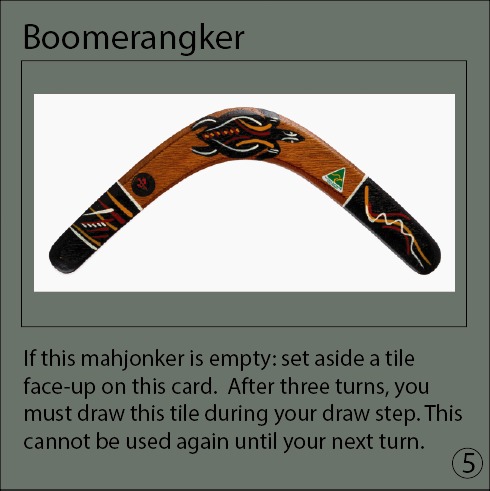 Boomerangker
If this mahjonker is empty: set aside a tile
face-up on this card.  After three turns, you
must draw this tile during your draw step. This
cannot be used again until your next turn.
5